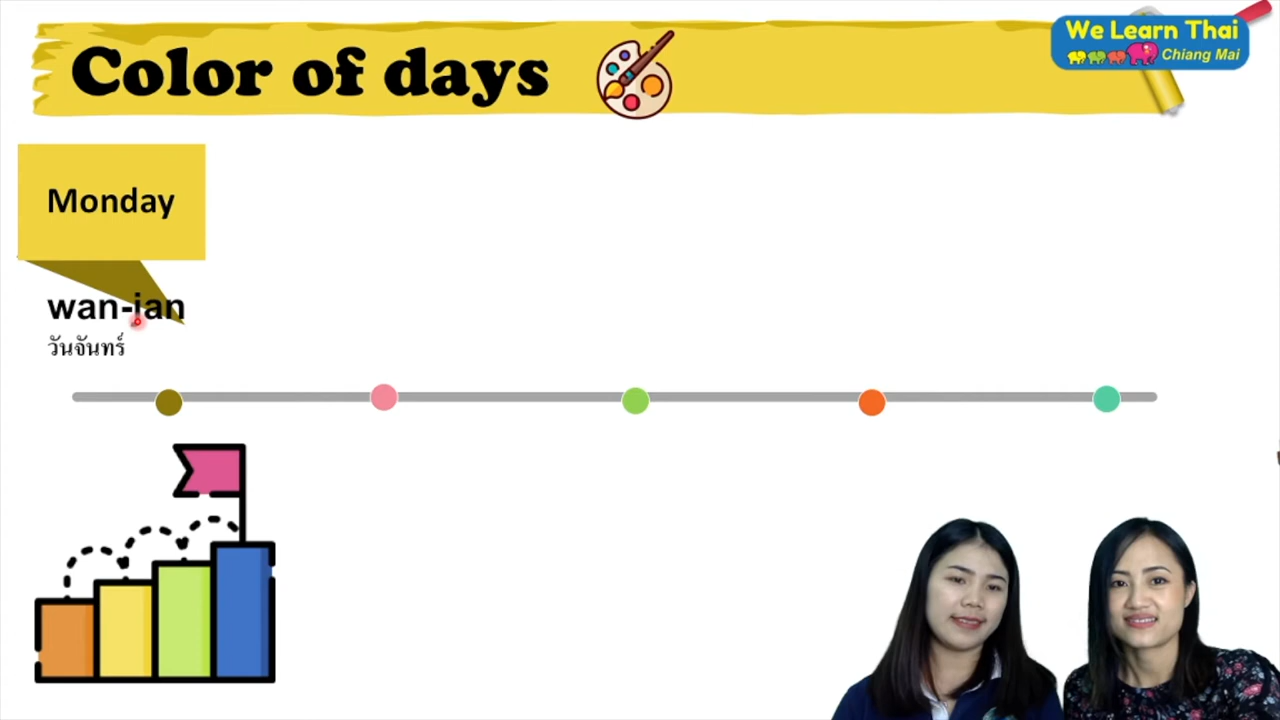 Color of days
We Learn Thai
Chiang Mai
Monday
wan-jan
วันจันทร์